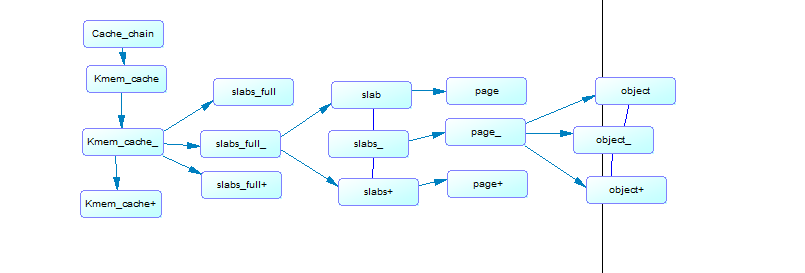 Cache_chain
Kmem_cache
slabs_full
slab
page
object
Kmem_cache_
slabs_full_
slabs_
page_
object_
slabs_full+
slabs+
page+
object+
Kmem_cache+